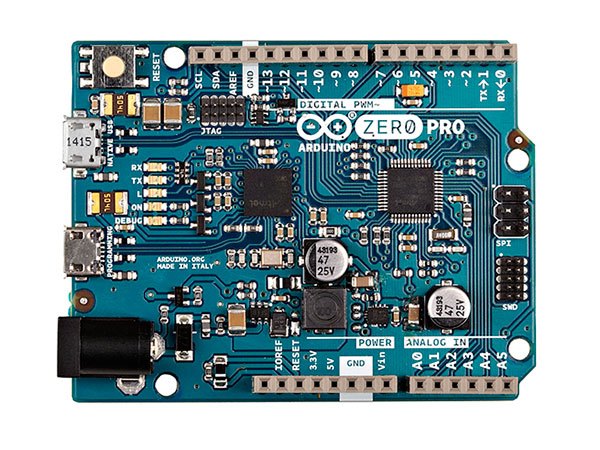 RESET
SCL
SDA
AREF
GND
~13
~12
~11
~10
~9
8
7
~6
~5
~4
~3
~2
TX→1
RX←0
DIGITAL PWM~
JTAG
ZERO PRO
ARDUINO
1415
NATIVE USB
RX
TX
L
ON
DEBUG
PROGRAMMING
ARDUINO.ORG
MADE IN ITALY
SPI
SWD
47
25V
47
25V
POWER
ANALOG IN
IOREF
RESET
3.3V
5V
GND
Vin
A0
A1
A2
A3
A4
A5